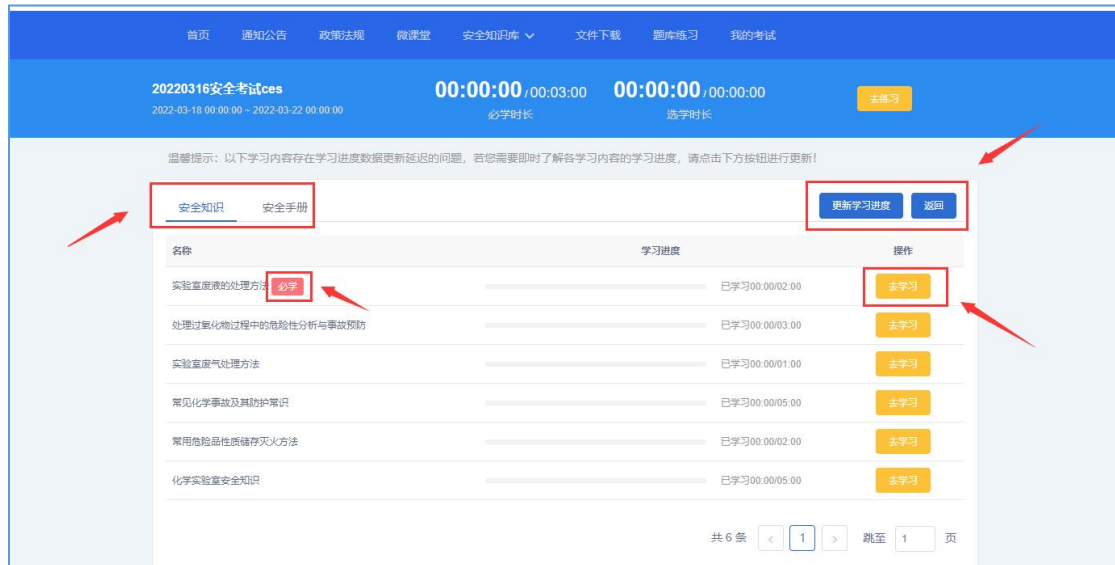 首页 通知公告 政策法规 微课堂 安全知识库 文件下载 题库练习 我的考试
20220316安全考试ces 00:00:00/00:03:00 00:00:00/00:00:00 去练习
2022-03-18 00:00:00 ~ 2022-03-22 00:00:00 必学时长 选学时长
温馨提示：以下学习内容存在学习进度数据更新延迟的问题，若您需要即时了解各学习内容的学习进度，请点击下方按钮进行更新！
安全知识 安全手册 更新学习进度 返回
名称 学习进度 操作
实验室废液的处理方法 必学 已学习00:00/02:00 去学习
处理过氧化物过程中的危险性分析与事故预防 已学习00:00/03:00 去学习
实验室废气处理方法 已学习00:00/01:00 去学习
常见化学事故及其防护常识 已学习00:00/05:00 去学习
常用危险品性质储存灭火方法 已学习00:00/02:00 去学习
化学实验室安全知识 已学习00:00/05:00 去学习
共 6 条 < 1 > 跳至 1 页